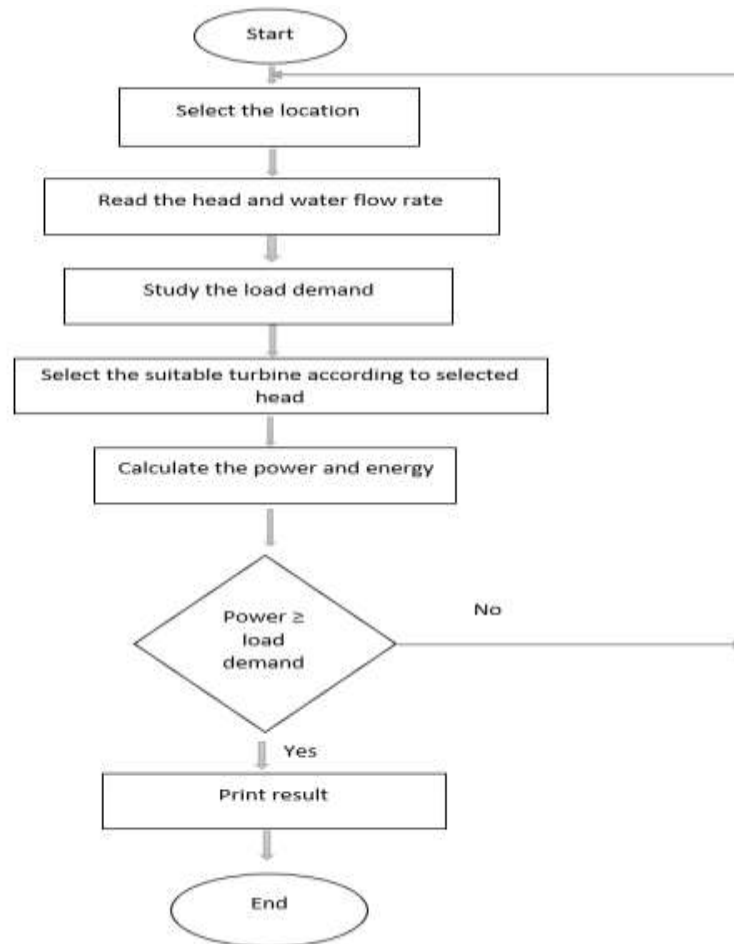 Start
Select the location
Read the head and water flow rate
Study the load demand
Select the suitable turbine according to selected
head
Calculate the power and energy
Power ≥
load
demand
No
Yes
Print result
End